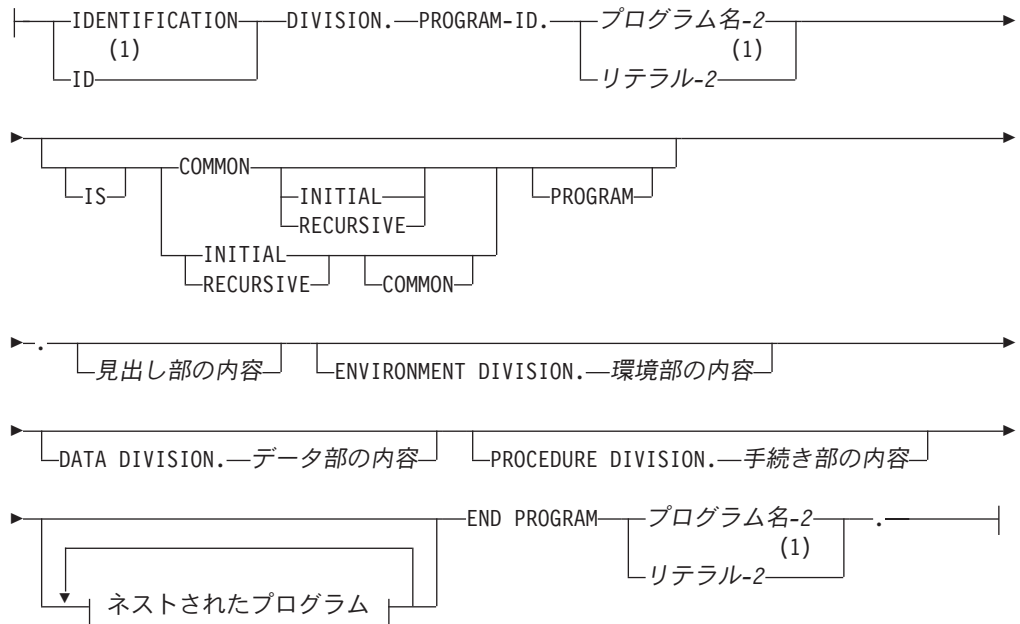 IDENTIFICATION DIVISION. PROGRAM-ID. プログラム名-2
(1) (1)
ID リテラル-2
COMMON
IS INITIAL PROGRAM
RECURSIVE
INITIAL
RECURSIVE COMMON
.
見出し部の内容 ENVIRONMENT DIVISION. 環境部の内容
DATA DIVISION. データ部の内容 PROCEDURE DIVISION. 手続き部の内容
END PROGRAM プログラム名-2 .
(1)
リテラル-2
ネストされたプログラム